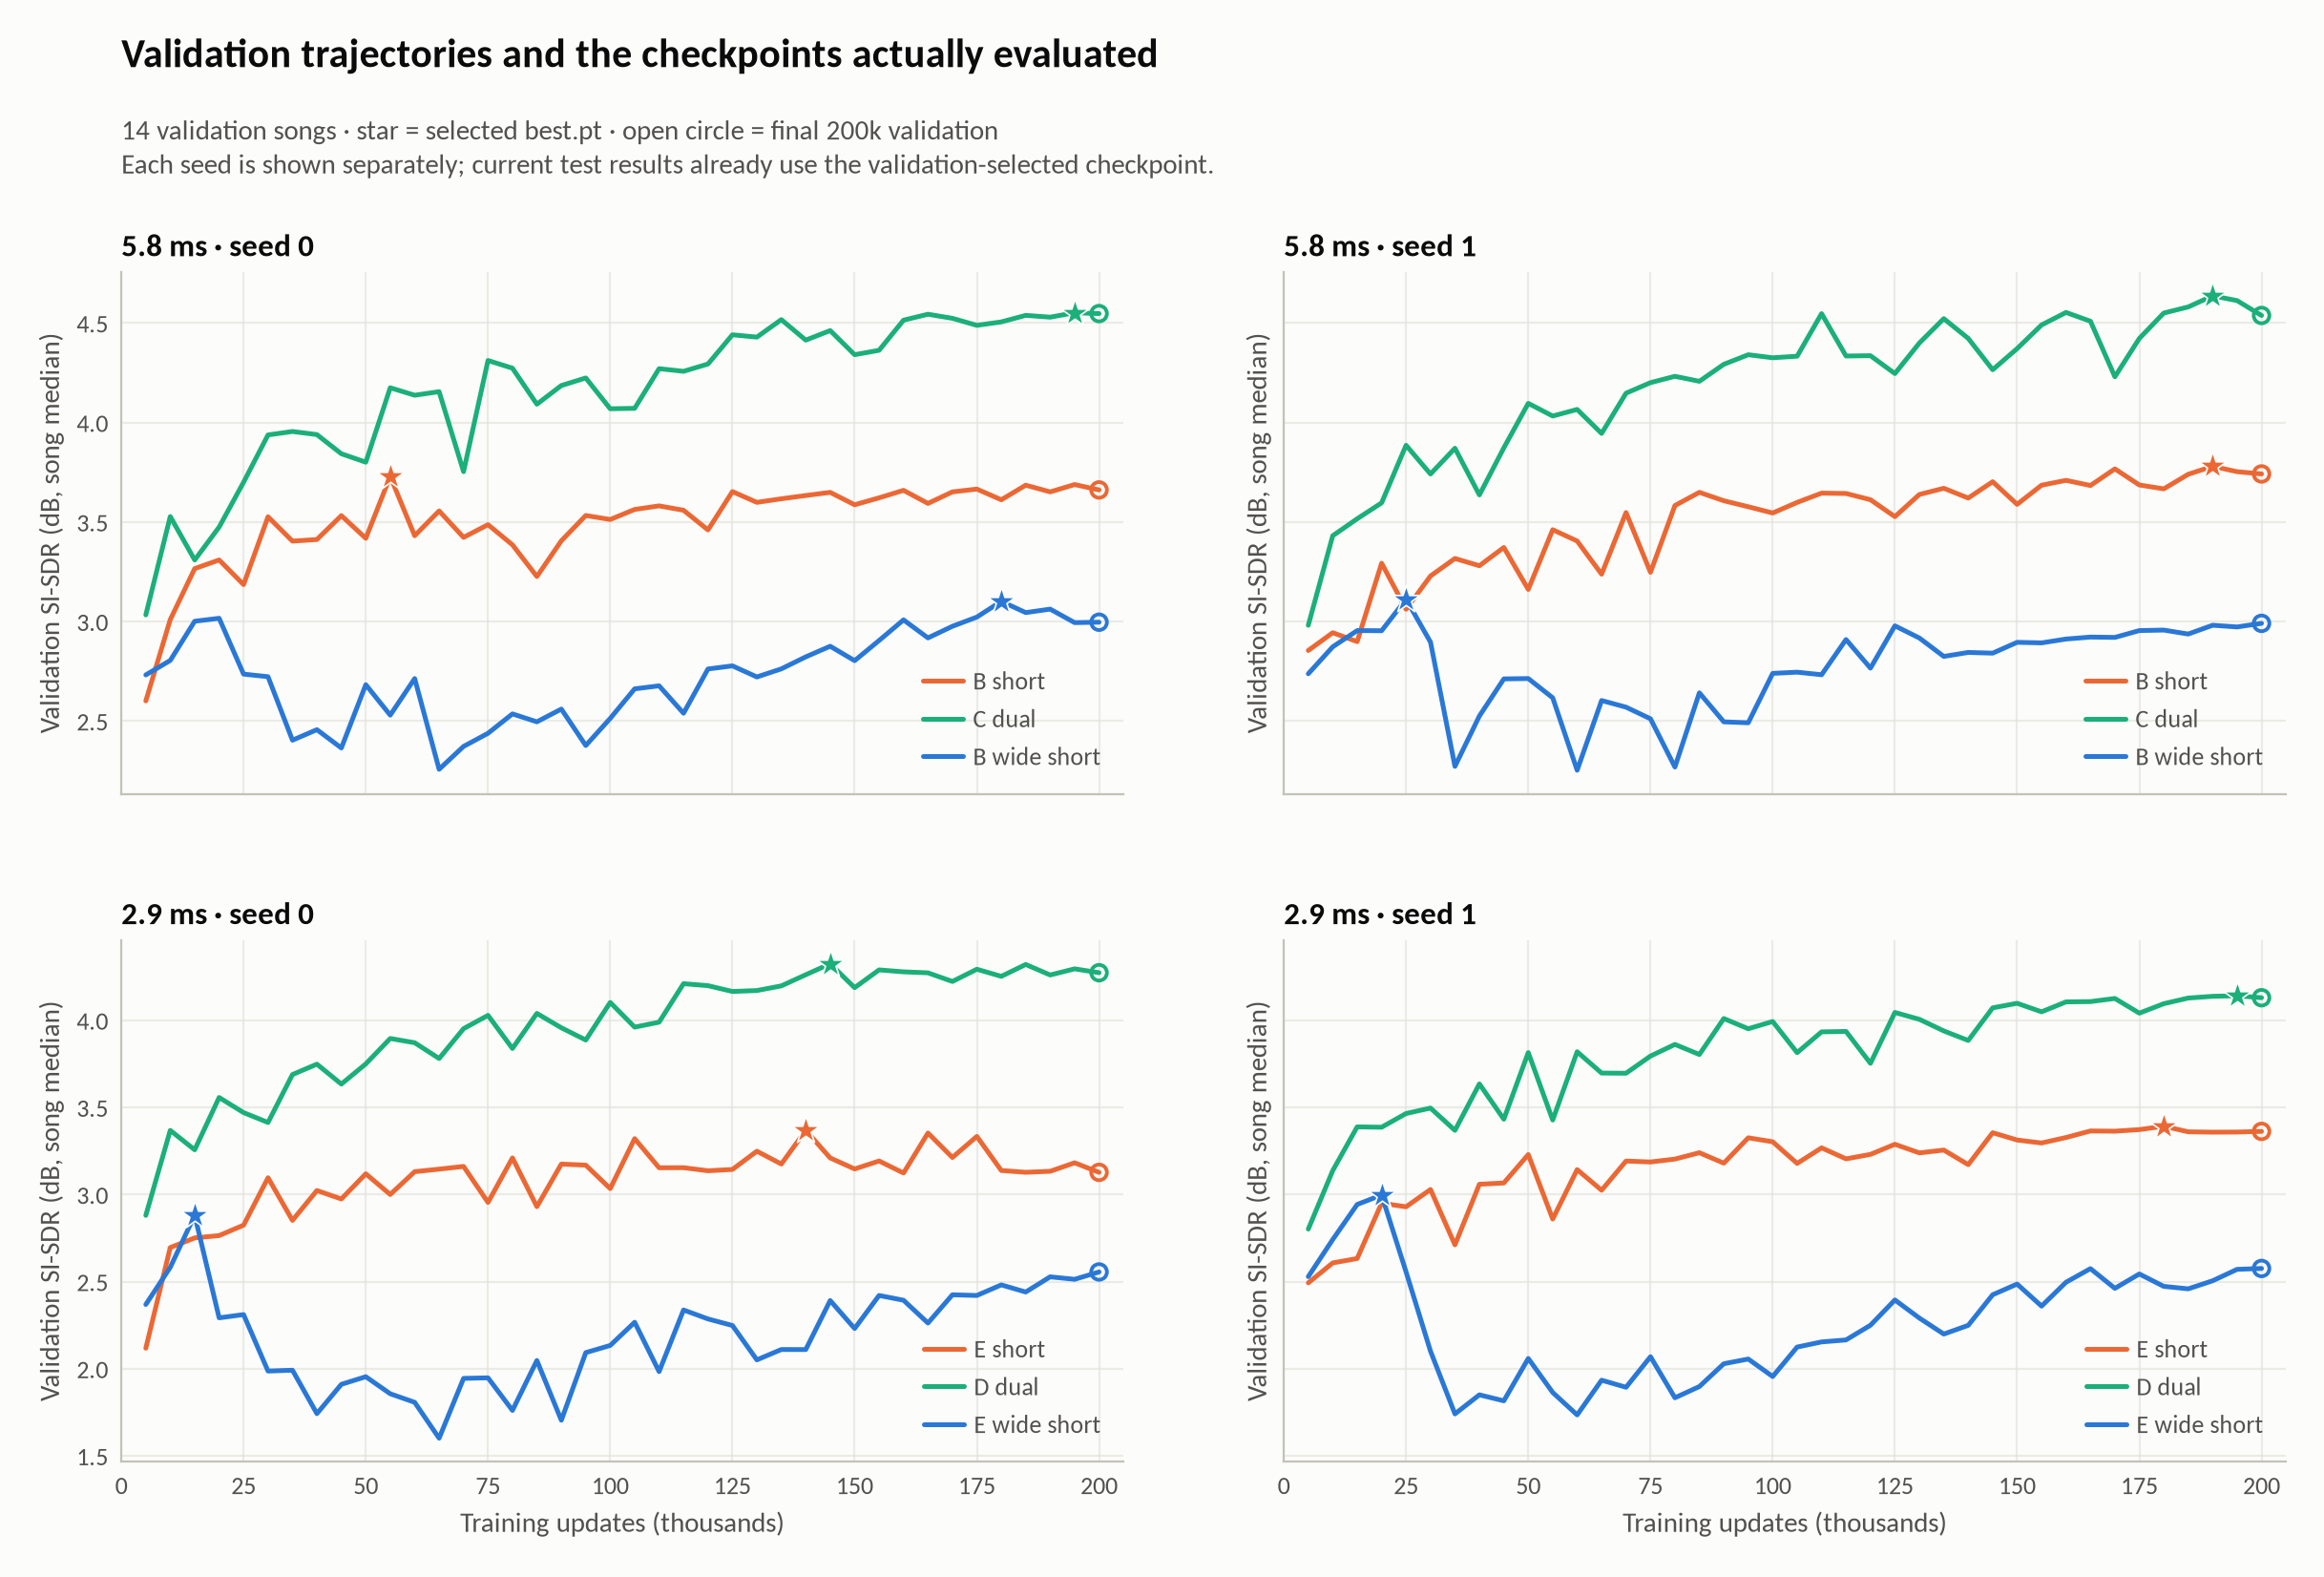 Validation trajectories and the checkpoints actually evaluated
14 validation songs · star = selected best.pt · open circle = final 200k validation
Each seed is shown separately; current test results already use the validation-selected checkpoint.
5.8 ms · seed 0
Validation SI-SDR (dB, song median)
4.5
4.0
3.5
3.0
2.5
B short
C dual
B wide short
5.8 ms · seed 1
Validation SI-SDR (dB, song median)
B short
C dual
B wide short
2.9 ms · seed 0
Validation SI-SDR (dB, song median)
4.0
3.5
3.0
2.5
2.0
1.5
E short
D dual
E wide short
0 25 50 75 100 125 150 175 200
Training updates (thousands)
2.9 ms · seed 1
Validation SI-SDR (dB, song median)
E short
D dual
E wide short
0 25 50 75 100 125 150 175 200
Training updates (thousands)